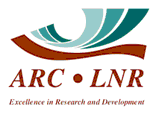 ARC • LNR
Excellence in Research and Development